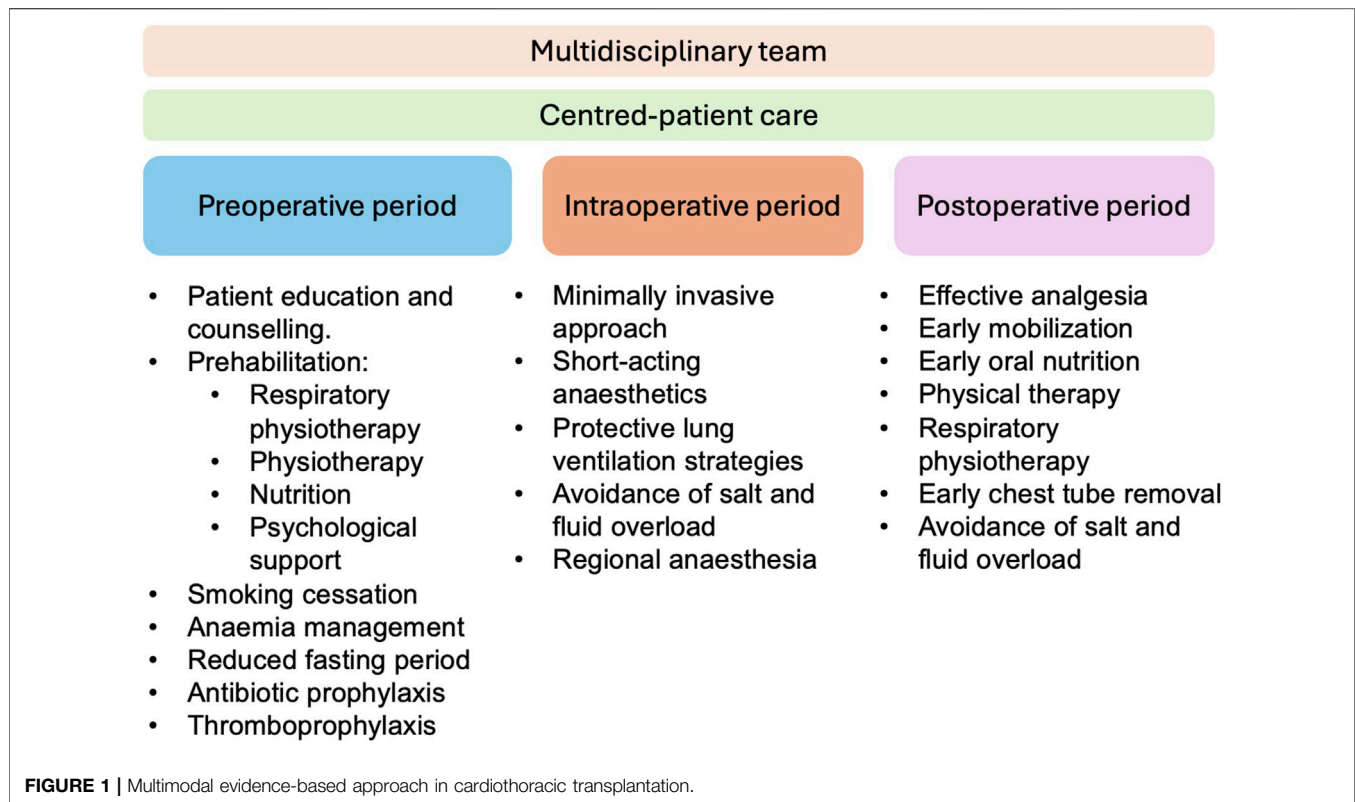 Multidisciplinary team
Centred-patient care
Preoperative period
• Patient education and
counselling.
• Prehabilitation:
• Respiratory
physiotherapy
• Physiotherapy
• Nutrition
• Psychological
support
• Smoking cessation
• Anaemia management
• Reduced fasting period
• Antibiotic prophylaxis
• Thromboprophylaxis
Intraoperative period
• Minimally invasive
approach
• Short-acting
anaesthetics
• Protective lung
ventilation strategies
• Avoidance of salt and
fluid overload
• Regional anaesthesia
Postoperative period
• Effective analgesia
• Early mobilization
• Early oral nutrition
• Physical therapy
• Respiratory
physiotherapy
• Early chest tube removal
• Avoidance of salt and
fluid overload
FIGURE 1 | Multimodal evidence-based approach in cardiothoracic transplantation.